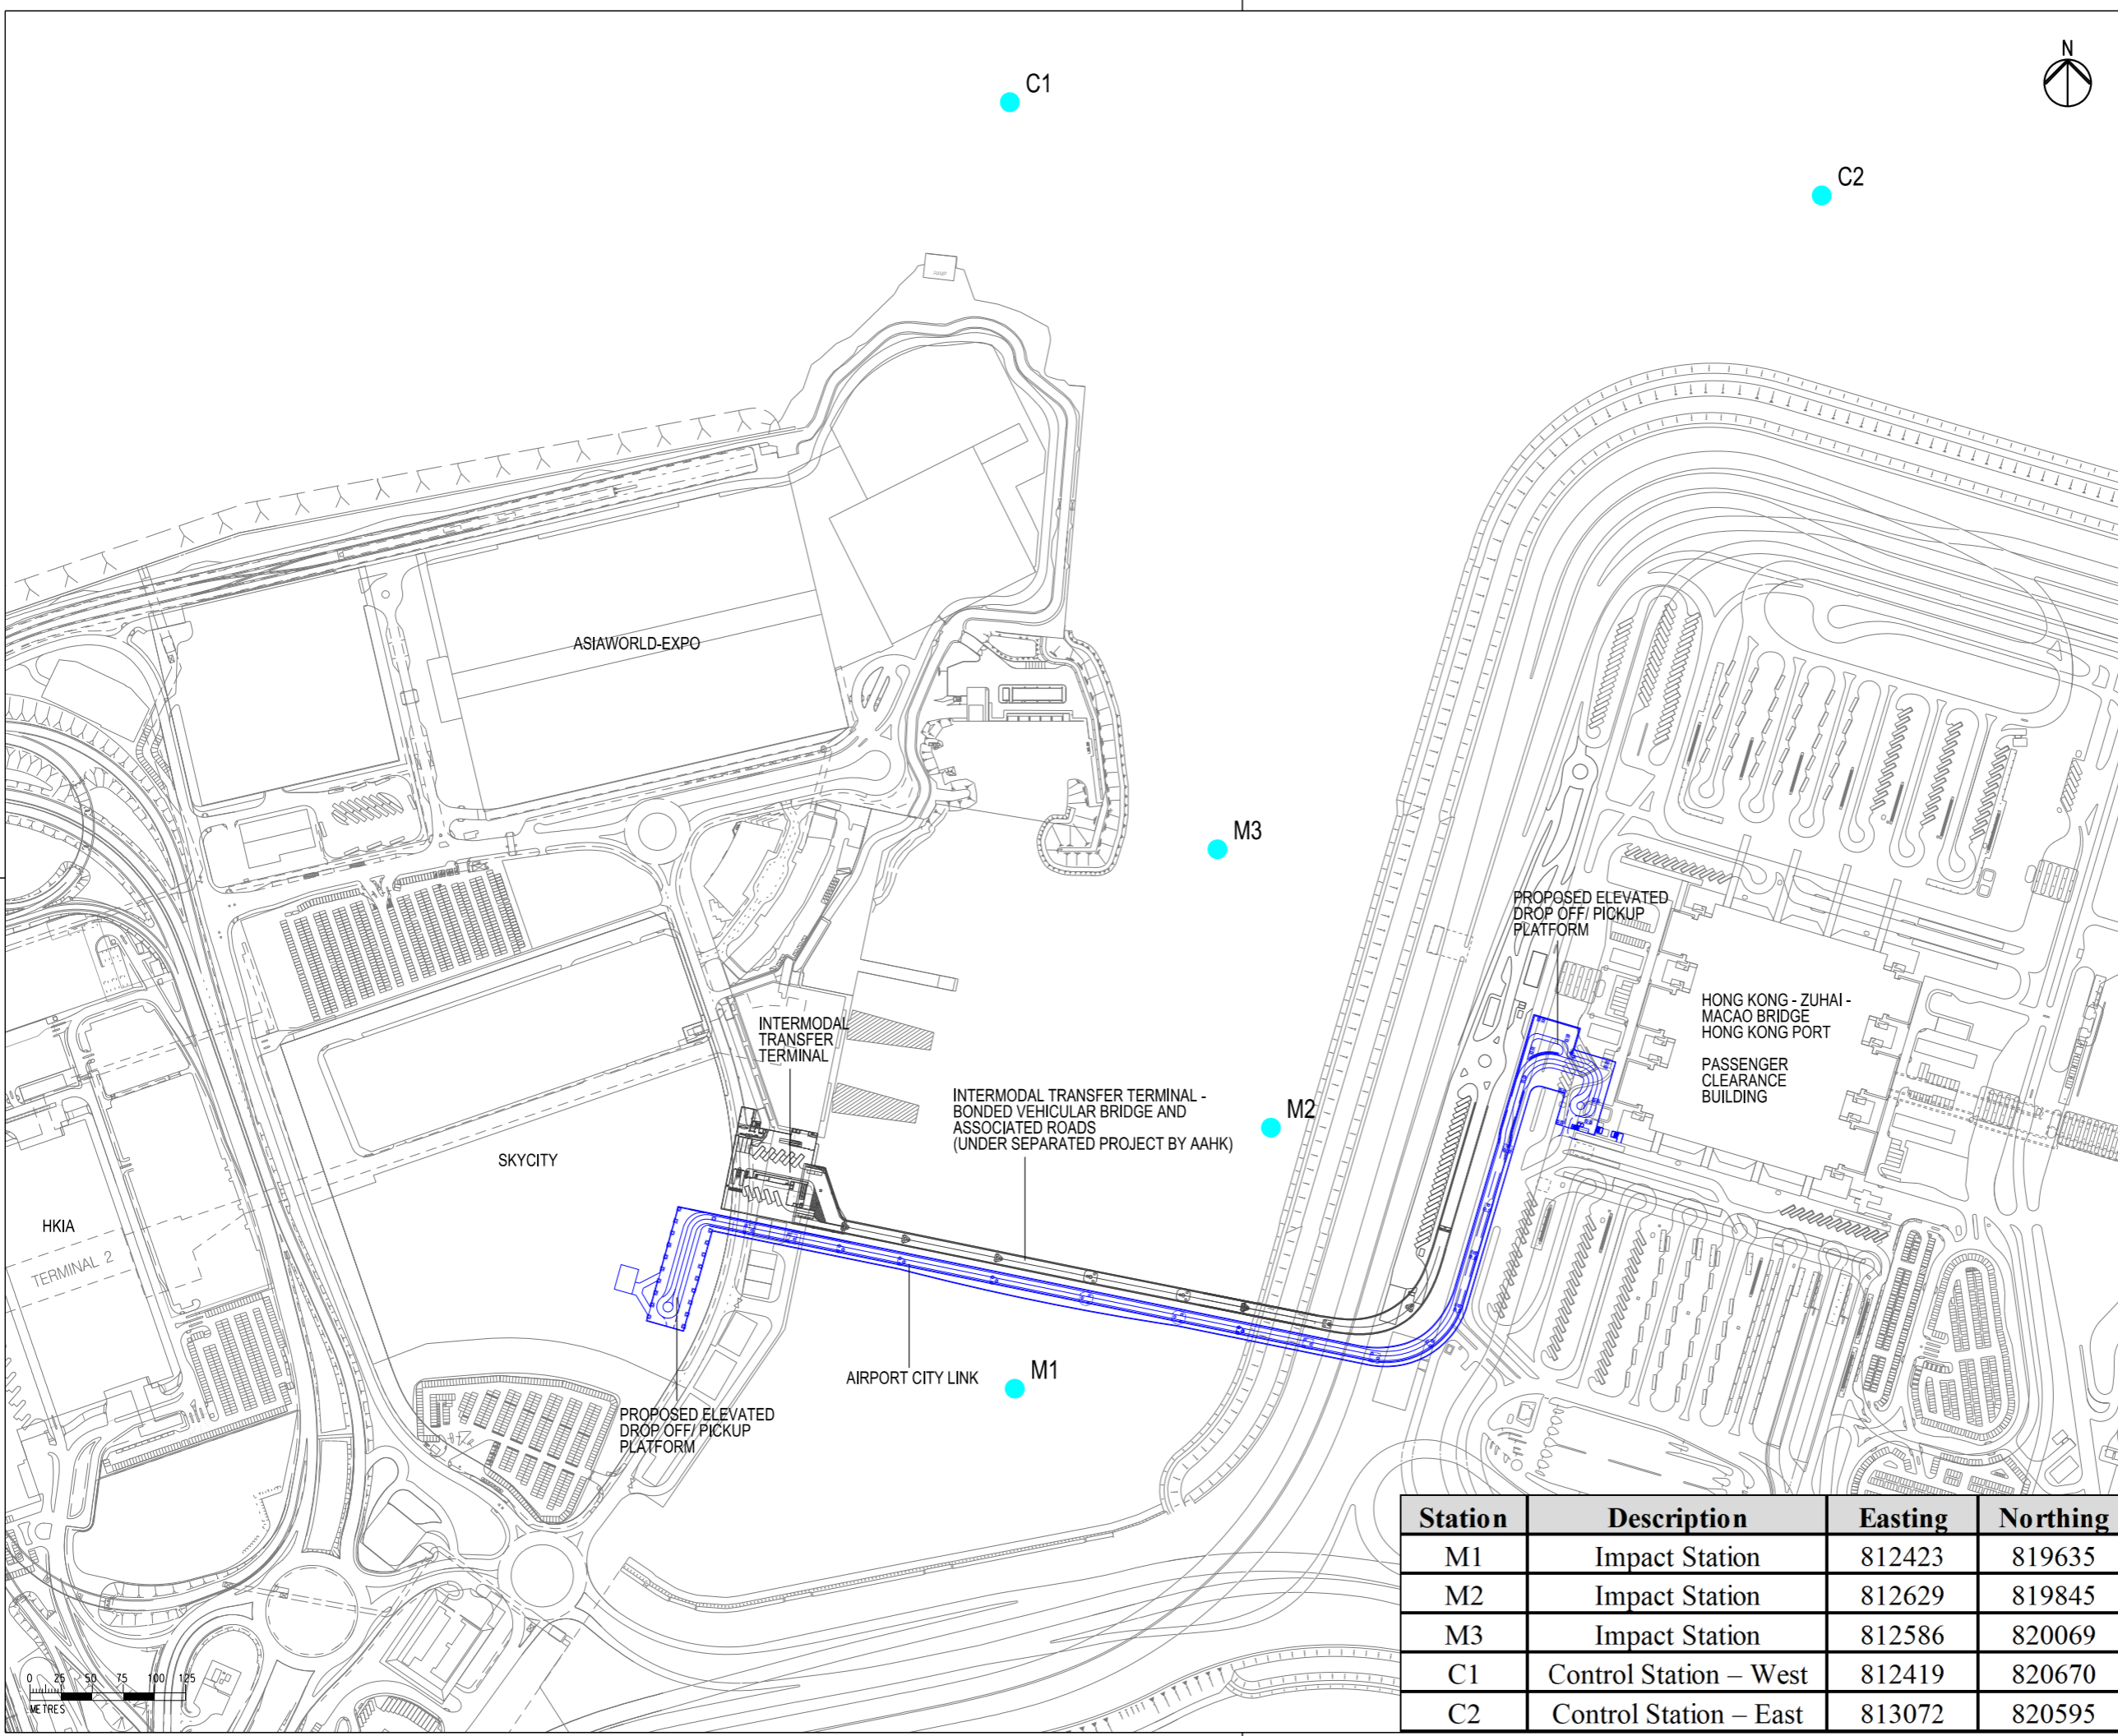 N
C1
C2
RAMP
ASIAWORLD-EXPO
M3
PROPOSED ELEVATED
DROP OFF/ PICKUP
PLATFORM
HONG KONG - ZUHAI -
MACAO BRIDGE
HONG KONG PORT
PASSENGER
CLEARANCE
BUILDING
INTERMODAL
TRANSFER
TERMINAL
INTERMODAL TRANSFER TERMINAL -
BONDED VEHICULAR BRIDGE AND
ASSOCIATED ROADS
(UNDER SEPARATED PROJECT BY AAHK)
M2
SKYCITY
HKIA
TERMINAL 2
AIRPORT CITY LINK
M1
PROPOSED ELEVATED
DROP OFF/ PICKUP
PLATFORM
Station Description Easting Northing
M1 Impact Station 812423 819635
M2 Impact Station 812629 819845
M3 Impact Station 812586 820069
C1 Control Station – West 812419 820670
C2 Control Station – East 813072 820595
0 25 50 75 100 125
METRES